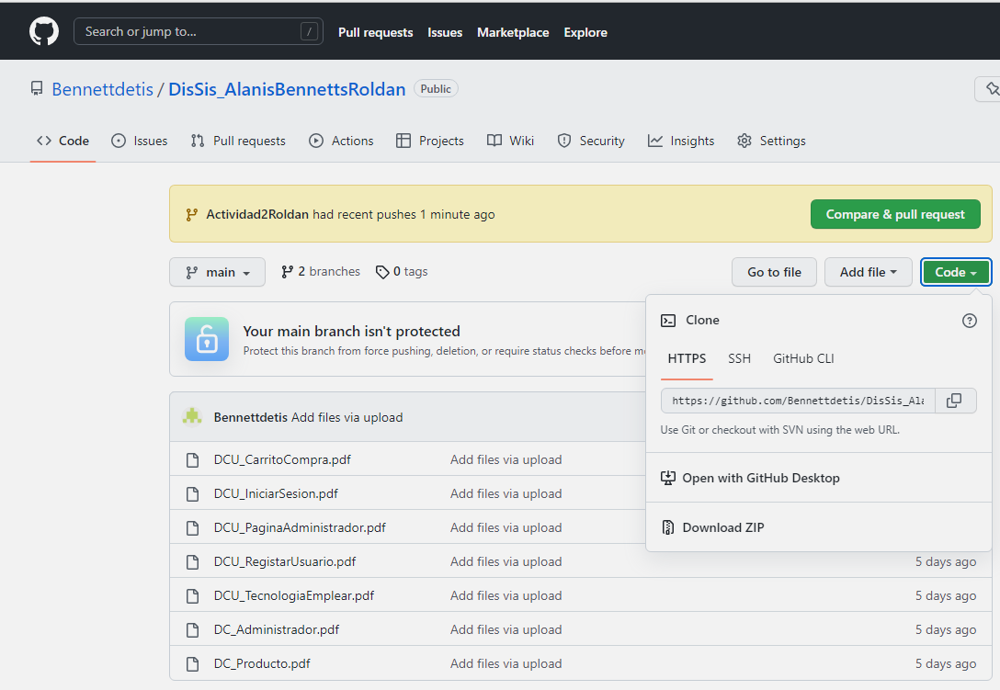 Search or jump to... /
Pull requests Issues Marketplace Explore
Bennettdetis / DisSis_AlanisBennettsRoldan Public
Code Issues Pull requests Actions Projects Wiki Security Insights Settings
Actividad2Roldan had recent pushes 1 minute ago
Compare & pull request
main 2 branches 0 tags
Go to file Add file Code
Your main branch isn't protected
Protect this branch from force pushing, deletion, or require status checks before
Clone
HTTPS SSH GitHub CLI
https://github.com/Bennettdetis/DisSis_Ala
Use Git or checkout with SVN using the web URL.
Open with GitHub Desktop
Download ZIP
Bennettdetis Add files via upload
DCU_CarritoCompra.pdf Add files via upload
DCU_IniciarSesion.pdf Add files via upload
DCU_PaginaAdministrador.pdf Add files via upload
DCU_RegistarUsuario.pdf Add files via upload 5 days ago
DCU_TecnologiaEmplear.pdf Add files via upload 5 days ago
DC_Administrador.pdf Add files via upload 5 days ago
DC_Producto.pdf Add files via upload 5 days ago